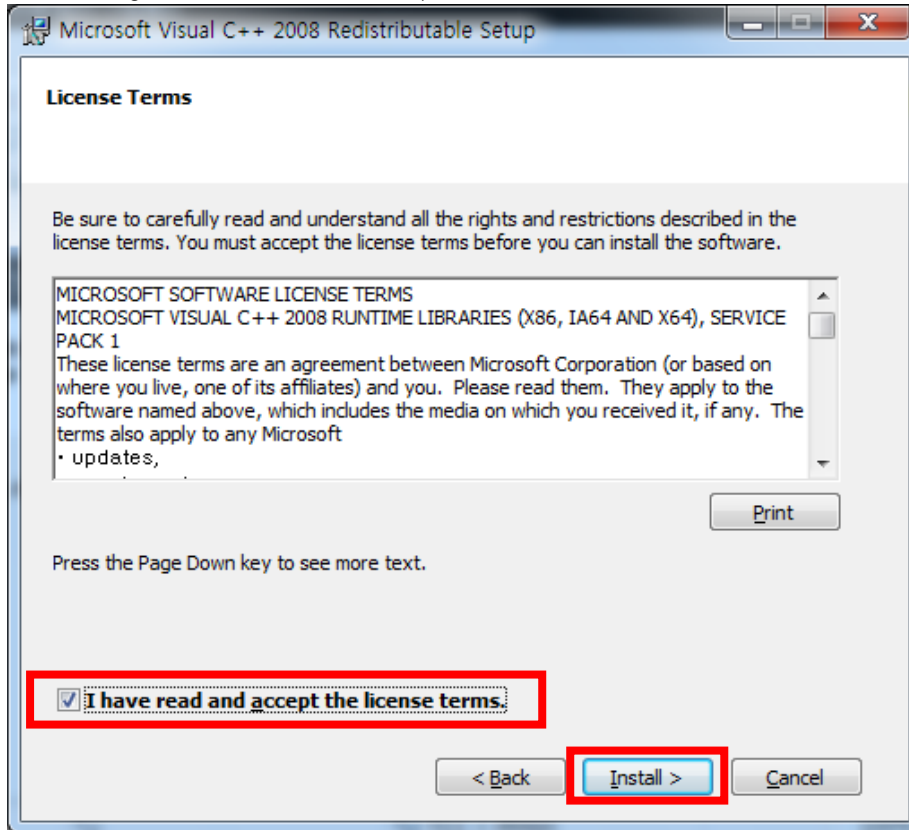 Microsoft Visual C++ 2008 Redistributable Setup
License Terms
Be sure to carefully read and understand all the rights and restrictions described in the
license terms. You must accept the license terms before you can install the software.
MICROSOFT SOFTWARE LICENSE TERMS
MICROSOFT VISUAL C++ 2008 RUNTIME LIBRARIES (X86, IA64 AND X64), SERVICE
PACK 1
These license terms are an agreement between Microsoft Corporation (or based on
where you live, one of its affiliates) and you.  Please read them.  They apply to the
software named above, which includes the media on which you received it, if any.  The
terms also apply to any Microsoft
• updates,
Print
Press the Page Down key to see more text.
I have read and accept the license terms.
< Back
Install >
Cancel